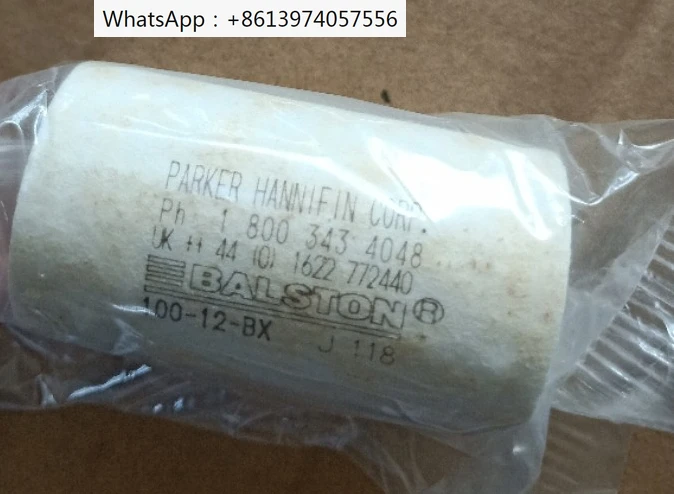 WhatsApp：+8613974057556
PARKER HANNIFIN CORP.
Ph 1 800 343 4048
UK ++ 44 (0) 1622 772440
BALSTON®
100-12-BX J 118